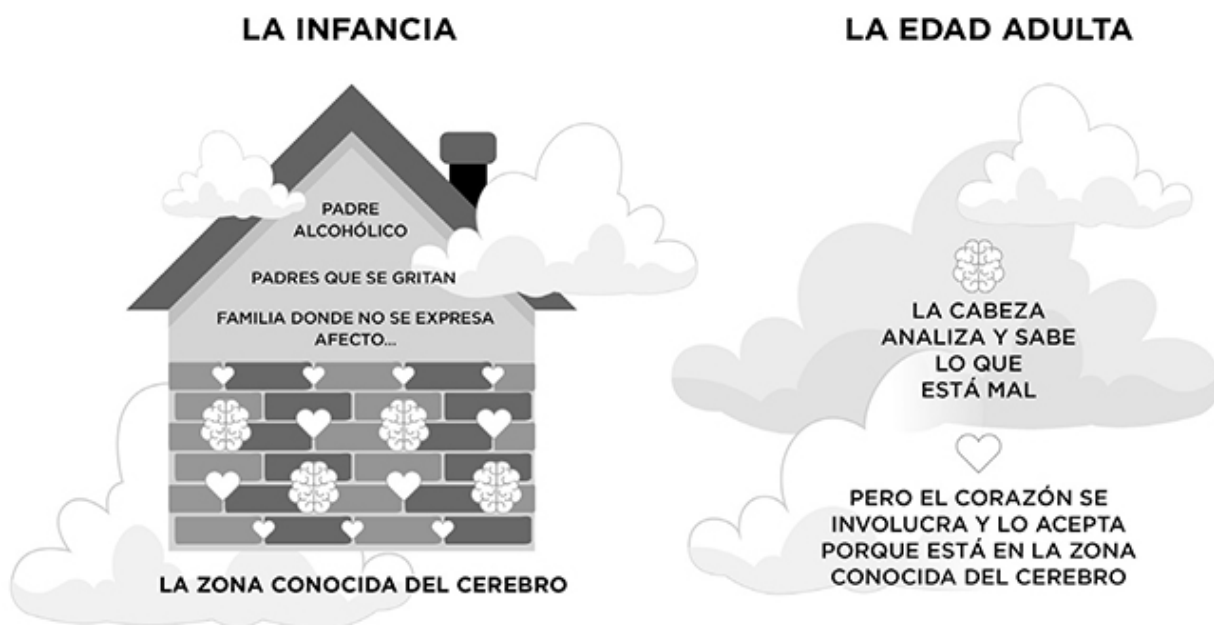 LA INFANCIA
PADRE
ALCOHÓLICO
PADRES QUE SE GRITAN
FAMILIA DONDE NO SE EXPRESA
AFECTO...
LA ZONA CONOCIDA DEL CEREBRO
LA EDAD ADULTA
LA CABEZA
ANALIZA Y SABE
LO QUE
ESTÁ MAL
PERO EL CORAZÓN SE
INVOLUCRA Y LO ACEPTA
PORQUE ESTÁ EN LA ZONA
CONOCIDA DEL CEREBRO